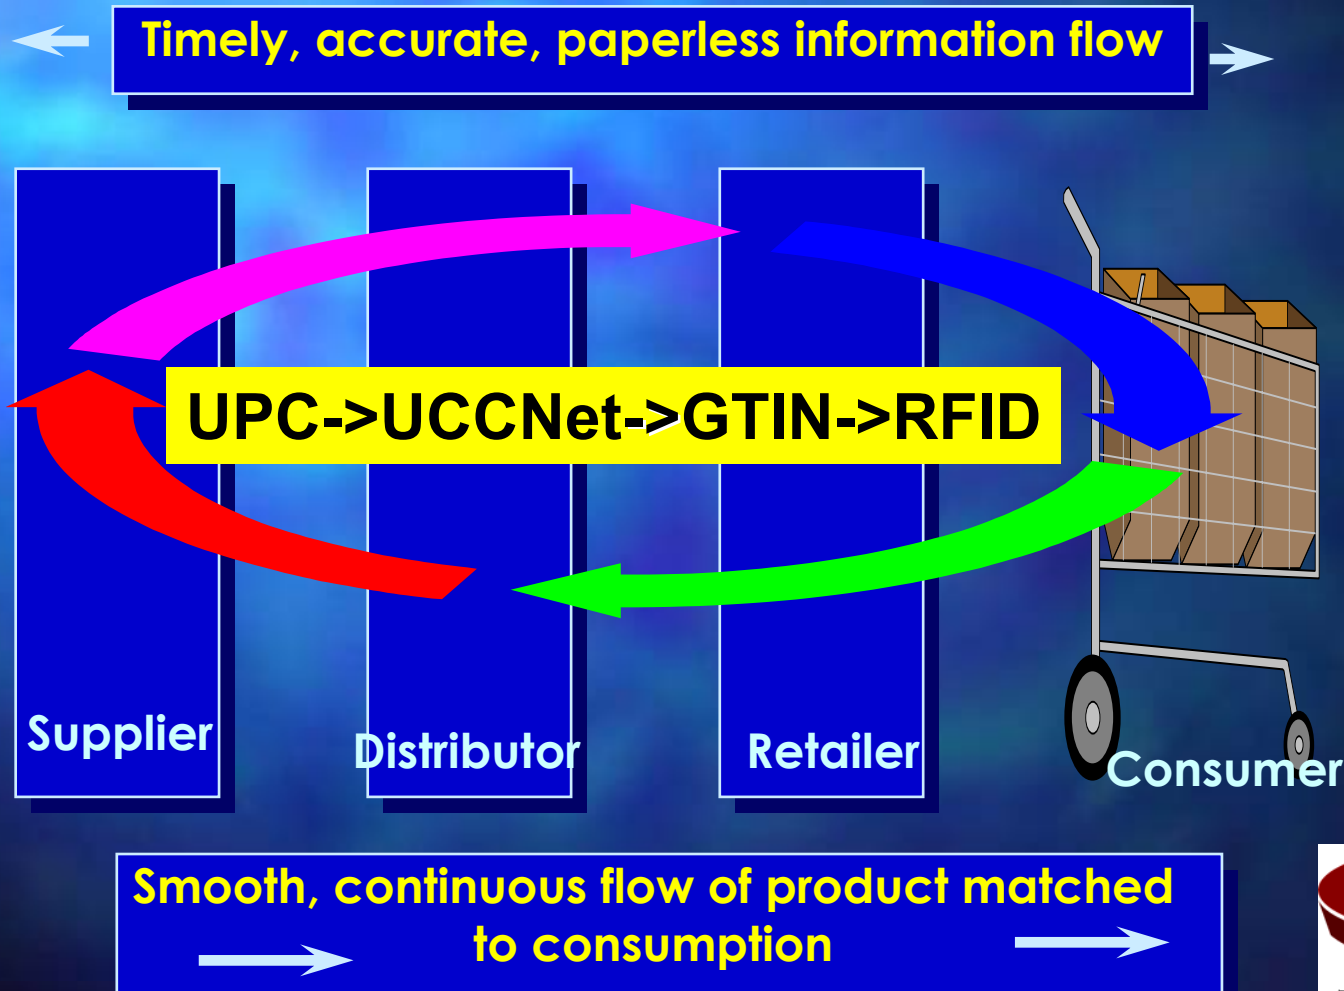 Timely, accurate, paperless information flow
UPC->UCCNet->GTIN->RFID
Supplier
Distributor
Retailer
Consumer
Smooth, continuous flow of product matched
to consumption